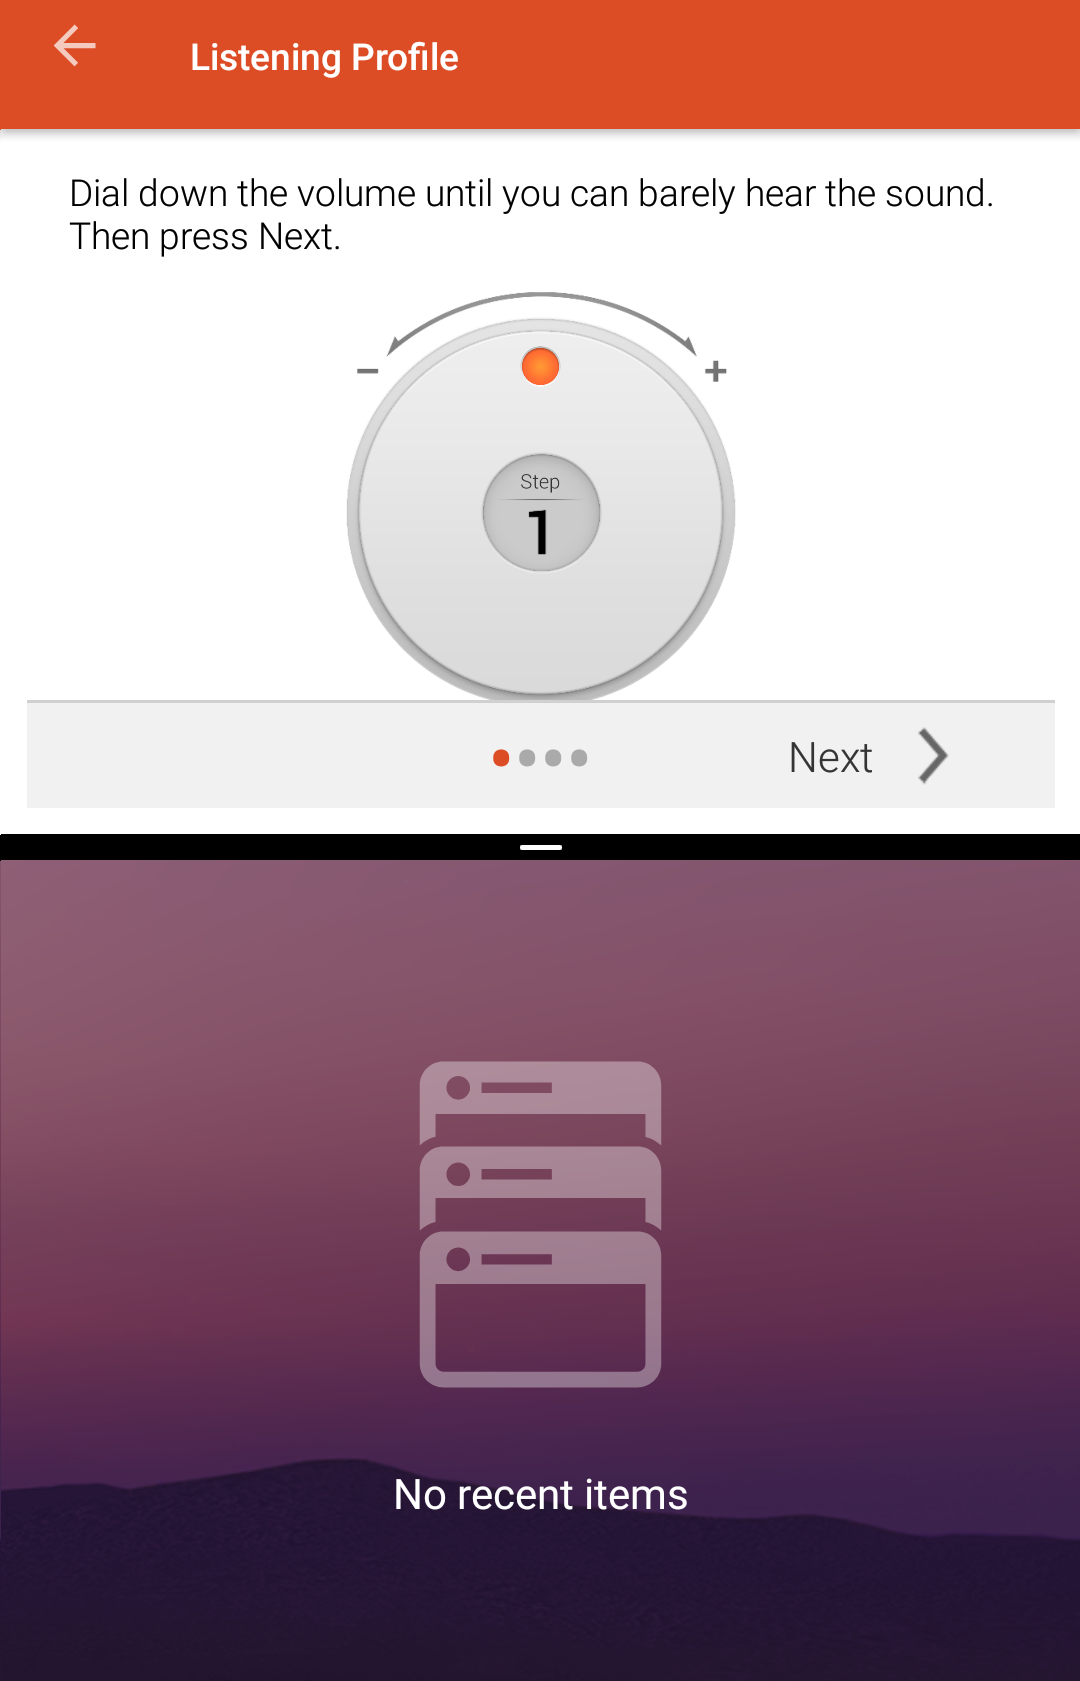 Listening Profile
Dial down the volume until you can barely hear the sound.
Then press Next.
− +
Step
1
Next
No recent items